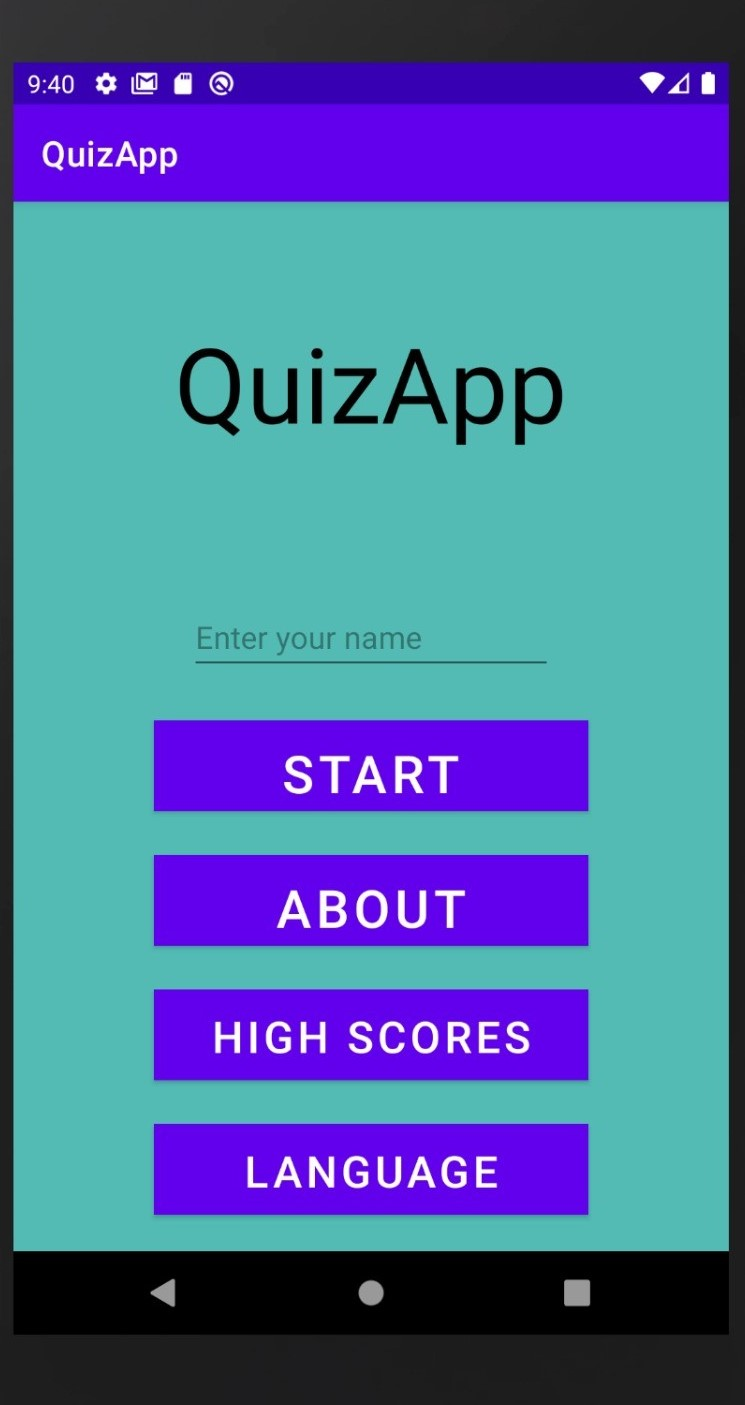 9:40
QuizApp
QuizApp
Enter your name
START
ABOUT
HIGH SCORES
LANGUAGE